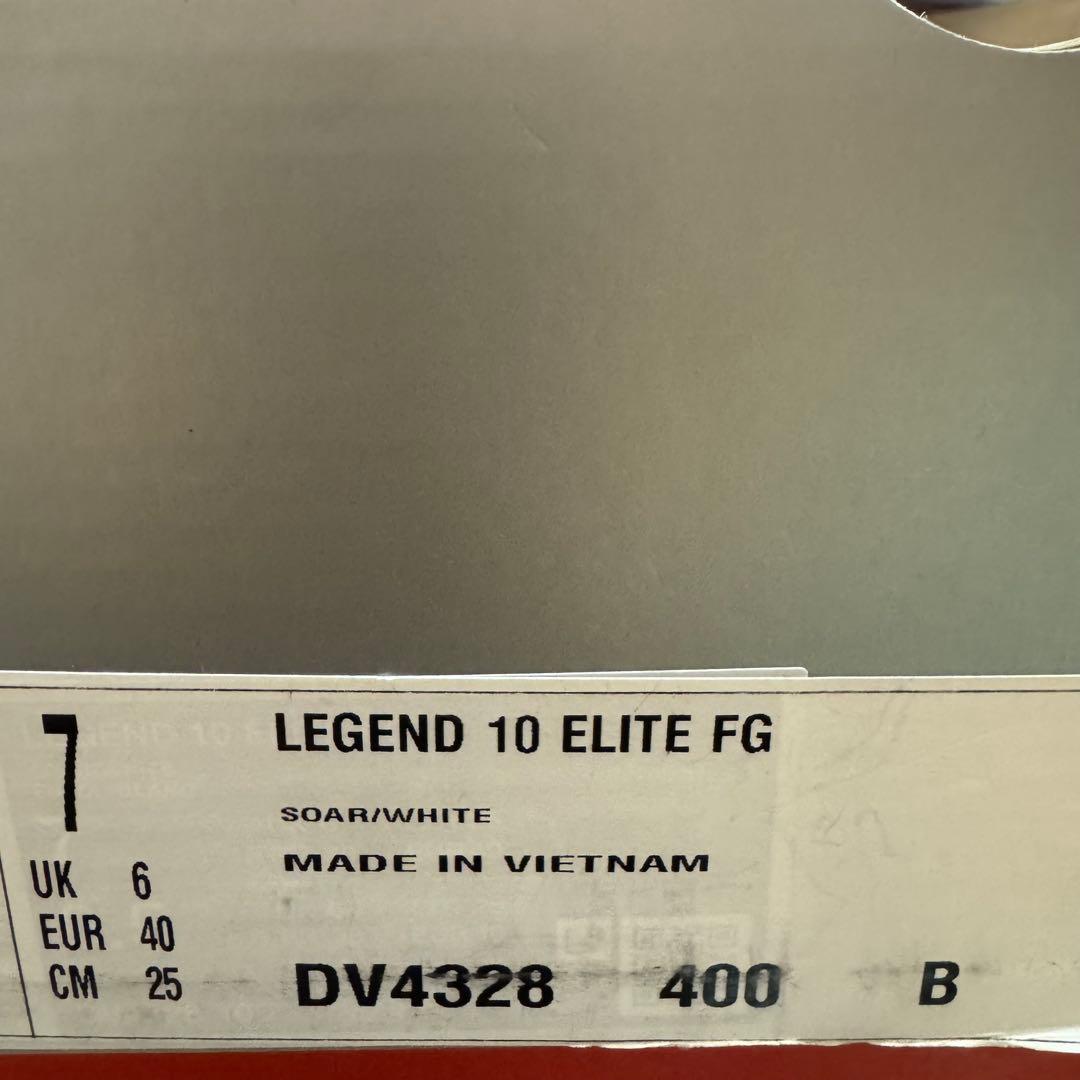 7
LEGEND 10 ELITE FG
SOAR/WHITE
MADE IN VIETNAM
UK 6
EUR 40
CM 25
DV4328 400 B